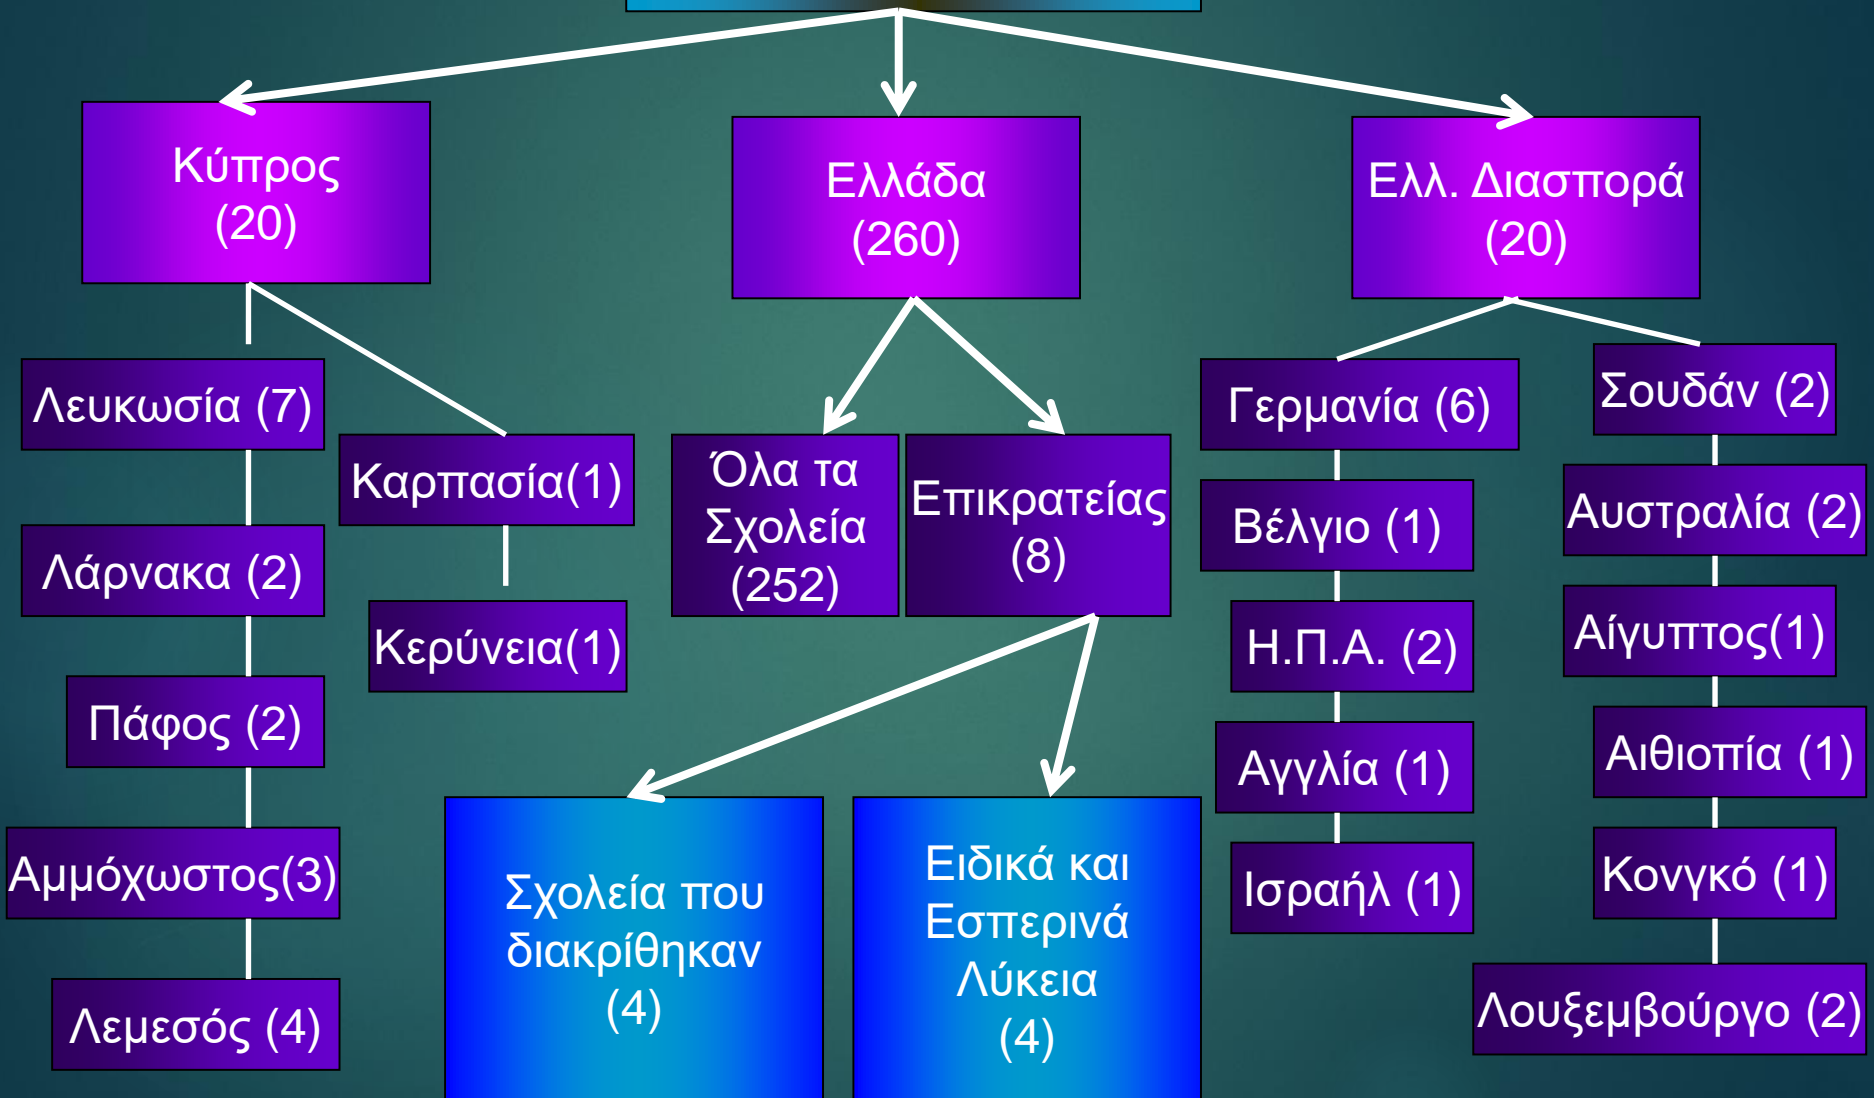 Κύπρος
(20)
Ελλάδα
(260)
Ελλ. Διασπορά
(20)
Λευκωσία (7)
Λάρνακα (2)
Πάφος (2)
Αμμόχωστος(3)
Λεμεσός (4)
Καρπασία(1)
Κερύνεια(1)
Όλα τα
Σχολεία
(252)
Επικρατείας
(8)
Σχολεία που
διακρίθηκαν
(4)
Ειδικά και
Εσπερινά
Λύκεια
(4)
Γερμανία (6)
Βέλγιο (1)
Η.Π.Α. (2)
Αγγλία (1)
Ισραήλ (1)
Σουδάν (2)
Αυστραλία (2)
Αίγυπτος(1)
Αιθιοπία (1)
Κονγκό (1)
Λουξεμβούργο (2)